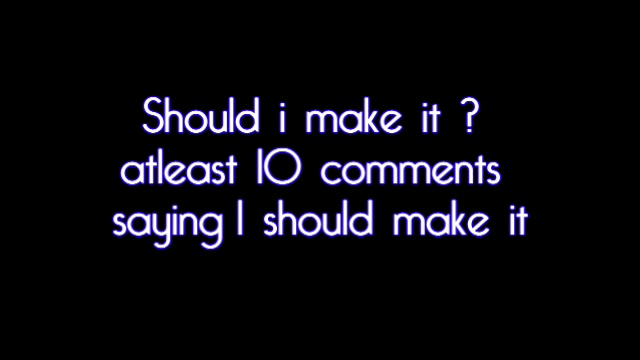 Should i make it ?
atleast 10 comments
saying I should make it